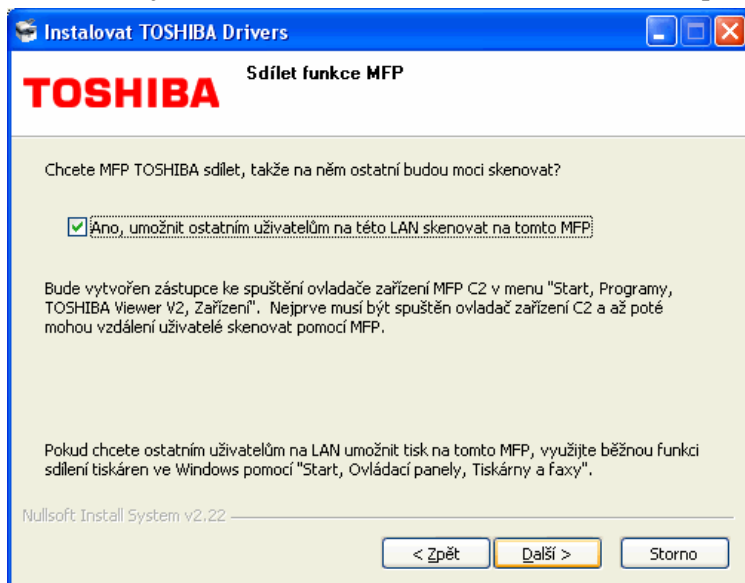 Instalovat TOSHIBA Drivers
TOSHIBA
Sdílet funkce MFP
Chcete MFP TOSHIBA sdílet, takže na něm ostatní budou moci skenovat?
Ano, umožnit ostatním uživatelům na této LAN skenovat na tomto MFP
Bude vytvořen zástupce ke spuštění ovladače zařízení MFP C2 v menu "Start, Programy,
TOSHIBA Viewer V2, Zařízení".  Nejprve musí být spuštěn ovladač zařízení C2 a až poté
mohou vzdálení uživatelé skenovat pomocí MFP.
Pokud chcete ostatním uživatelům na LAN umožnit tisk na tomto MFP, využijte běžnou funkci
sdílení tiskáren ve Windows pomocí "Start, Ovládací panely, Tiskárny a faxy".
Nullsoft Install System v2.22
< Zpět
Další >
Storno